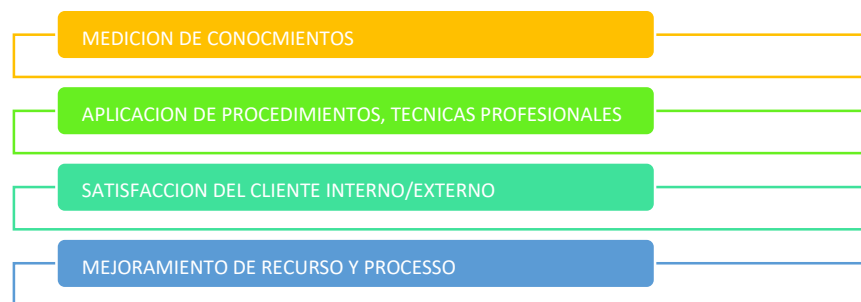 MEDICION DE CONOCMIENTOS
APLICACION DE PROCEDIMIENTOS, TECNICAS PROFESIONALES
SATISFACCION DEL CLIENTE INTERNO/EXTERNO
MEJORAMIENTO DE RECURSO Y PROCESSO